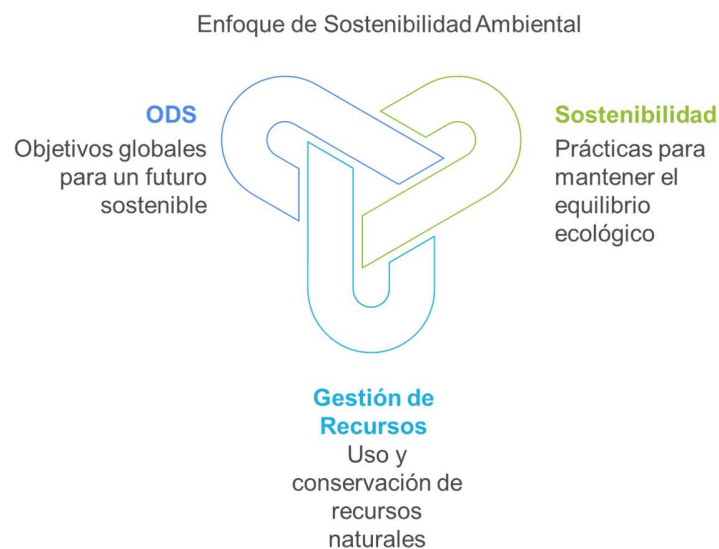 Enfoque de Sostenibilidad Ambiental
ODS
Objetivos globales
para un futuro
sostenible
Sostenibilidad
Prácticas para
mantener el
equilibrio
ecológico
Gestión de
Recursos
Uso y
conservación de
recursos
naturales